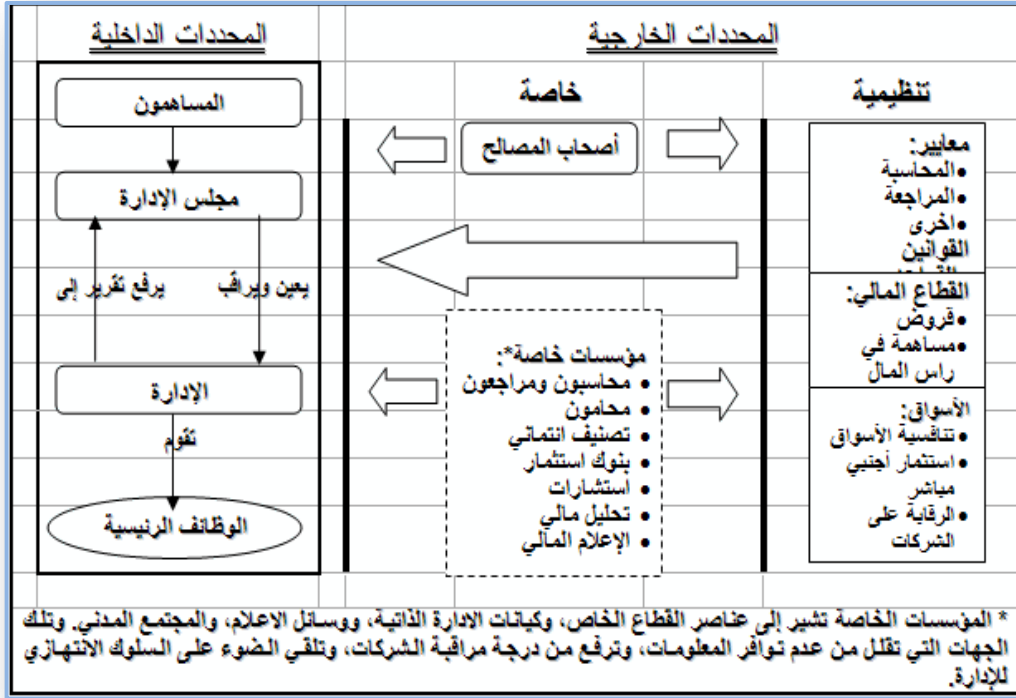 المحددات الخارجية
المحددات الداخلية
تنظيمية
خاصة
المساهمون
أصحاب المصالح
معايير:
•المحاسبة
•المراجعة
•اخرى
القوانين
مجلس الإدارة
يعين ويراقب
يرفع تقرير إلى
القطاع المالي:
•قروض
•مساهمة في
راس المال
مؤسسات خاصة*:
• محاسبون ومراجعون
• محامون
• تصنيف ائتماني
• بنوك استثمار
• استشارات
• تحليل مالي
• الإعلام المالي
الإدارة
تقوم
الوظائف الرئيسية
الأسواق:
•تنافسية الأسواق
•استثمار أجنبي
مباشر
•الرقابة على
الشركات
* المؤسسات الخاصة تشير إلى عناصر القطاع الخاص، وكيانات الادارة الذاتية، ووسائل الاعلام، والمجتمع المدني. وتلك
الجهات التي تقلل من عدم توافر المعلومات، وترفع من درجة مراقبة الشركات، وتلقي الضوء على السلوك الانتهازي
للإدارة.